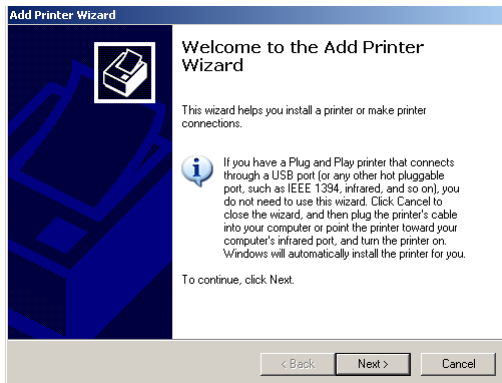 Add Printer Wizard
Welcome to the Add Printer
Wizard
This wizard helps you install a printer or make printer
connections.
If you have a Plug and Play printer that connects
through a USB port (or any other hot pluggable
port, such as IEEE 1394, infrared, and so on), you
do not need to use this wizard. Click Cancel to
close the wizard, and then plug the printer's cable
into your computer or point the printer toward your
computer's infrared port, and turn the printer on.
Windows will automatically install the printer for you.
To continue, click Next.
< Back
Next >
Cancel